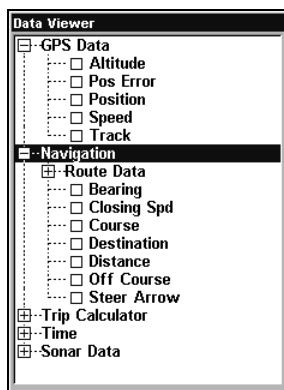 Data Viewer
GPS Data
Altitude
Pos Error
Position
Speed
Track
Navigation
Route Data
Bearing
Closing Spd
Course
Destination
Distance
Off Course
Steer Arrow
Trip Calculator
Time
Sonar Data